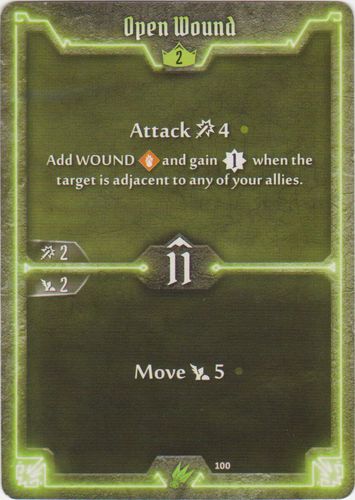 Open Wound
2
Attack 4
Add WOUND and gain 1 when the
target is adjacent to any of your allies.
2
11
2
Move 5
100